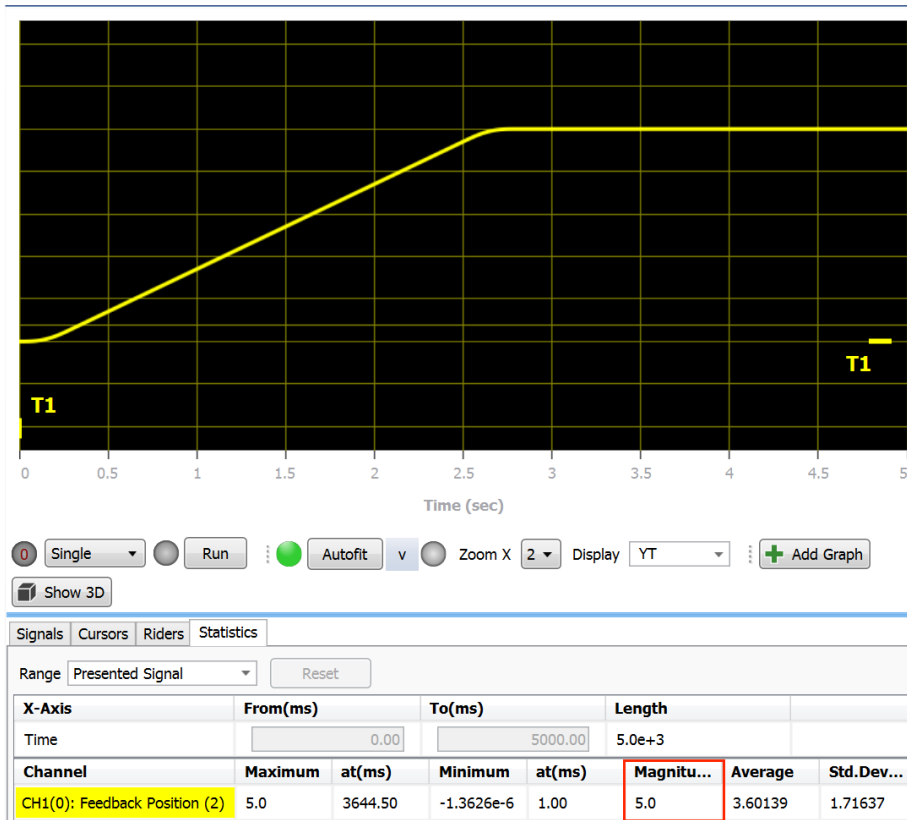 T1
T1
0 0.5 1 1.5 2 2.5 3 3.5 4 4.5 5
Time (sec)
0 Single Run Autofit v Zoom X 2 Display YT Add Graph
Show 3D
Signals Cursors Riders Statistics
Range Presented Signal Reset
X-Axis From(ms) To(ms) Length
Time 0.00 5000.00 5.0e+3
Channel Maximum at(ms) Minimum at(ms) Magnitu... Average Std.Dev...
CH1(0): Feedback Position (2) 5.0 3644.50 -1.3626e-6 1.00 5.0 3.60139 1.71637